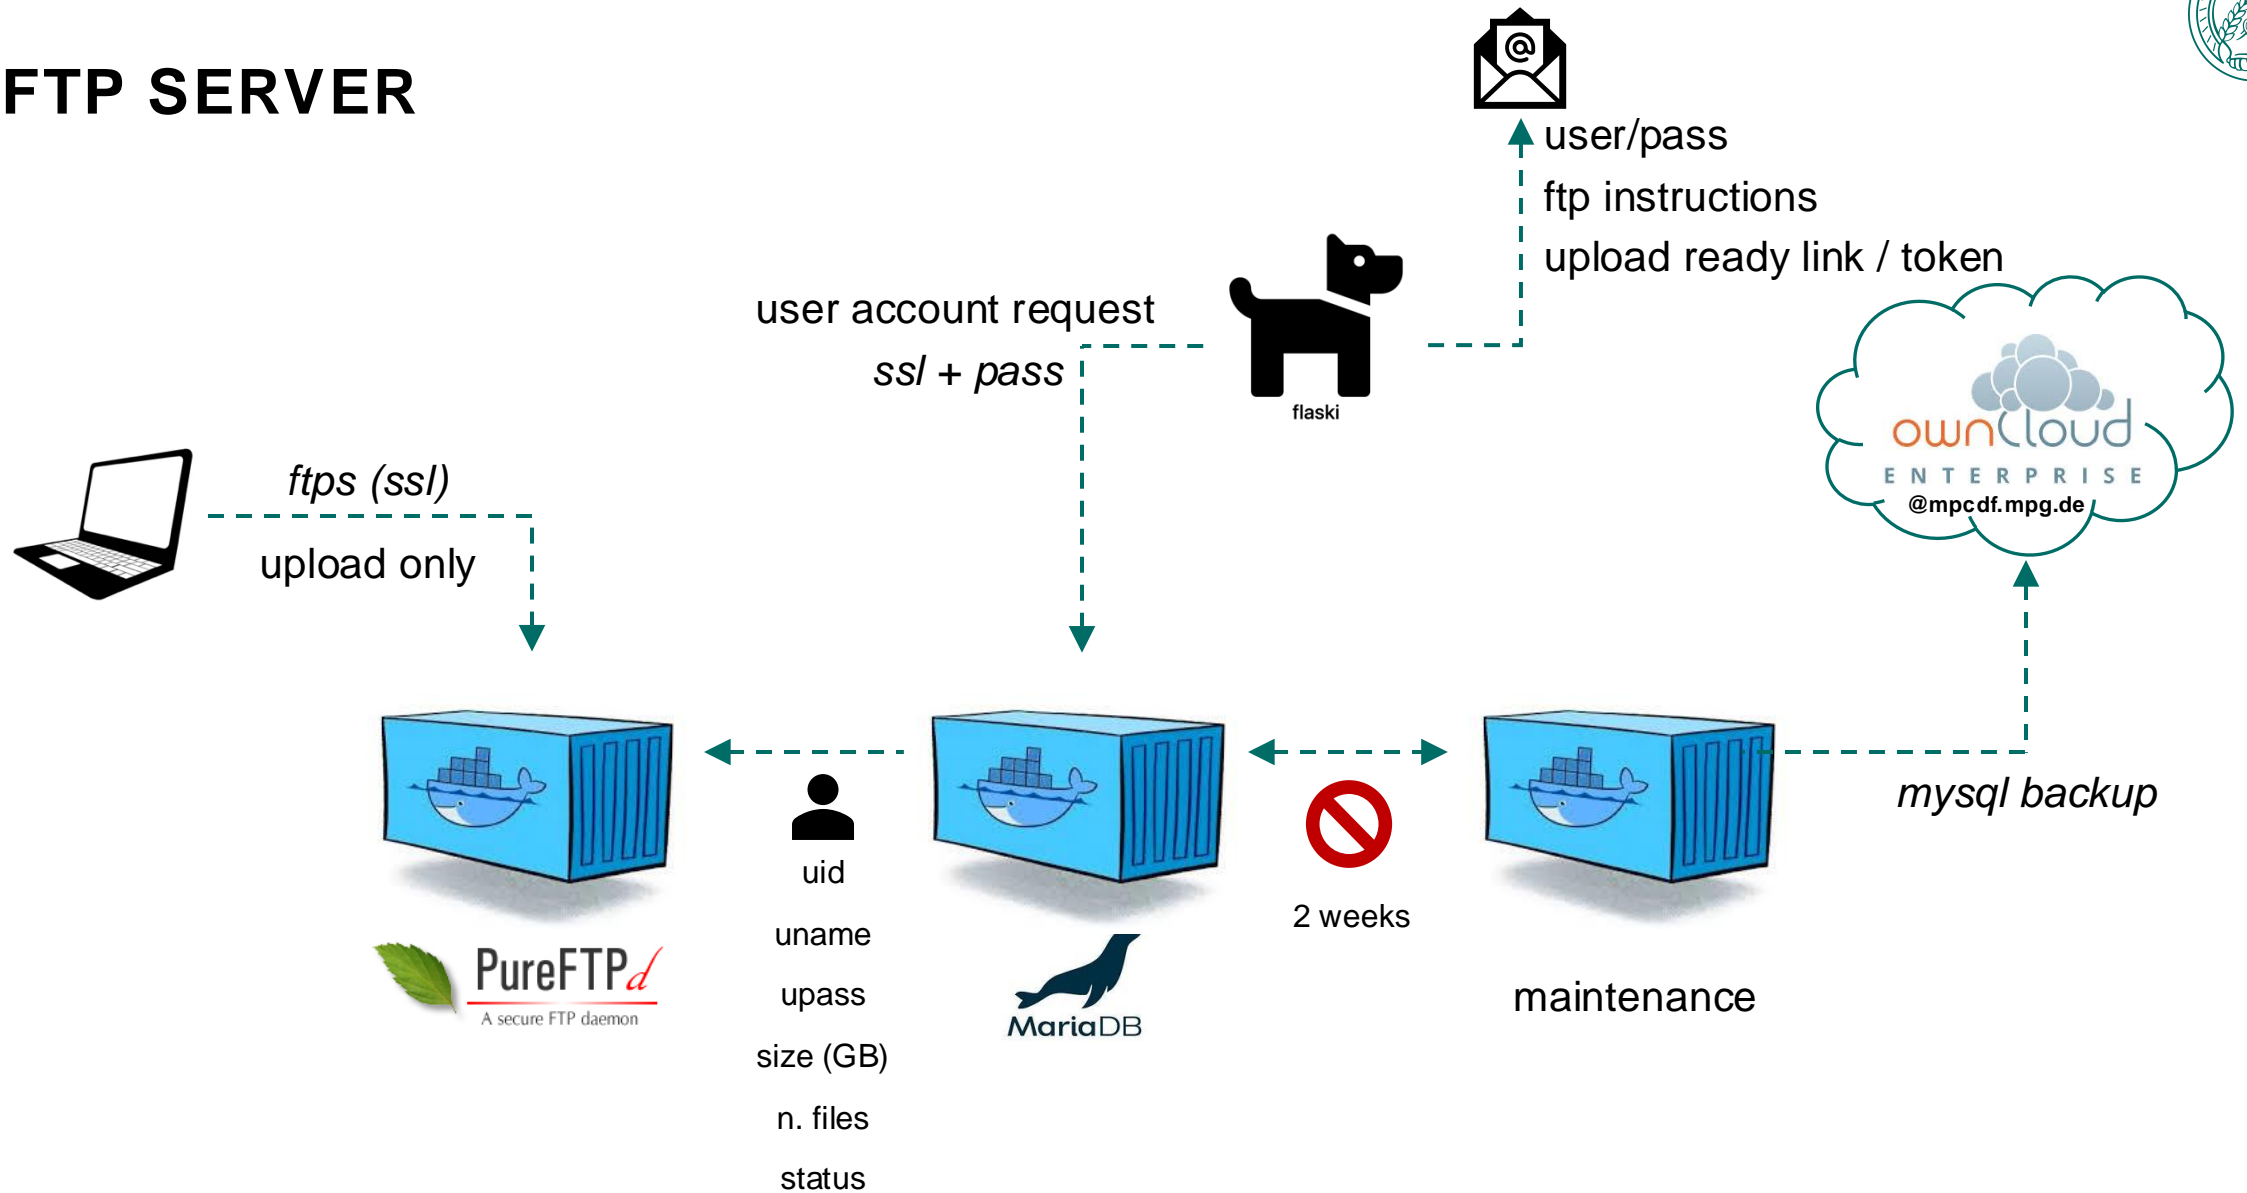 FTP SERVER
@
user/pass
ftp instructions
upload ready link / token
user account request
ssl + pass
flaski
ownCloud
ENTERPRISE
@mpcdf.mpg.de
ftps (ssl)
upload only
mysql backup
uid
uname
upass
size (GB)
n. files
status
2 weeks
PureFTPd
A secure FTP daemon
MariaDB
maintenance